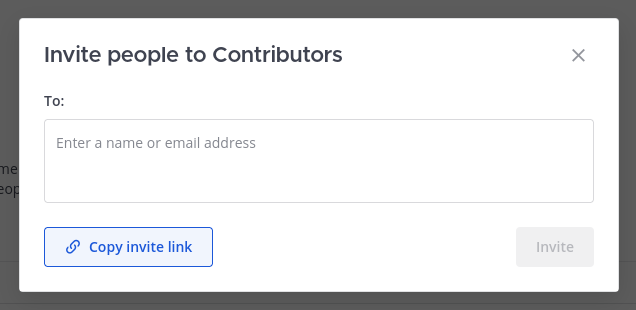 Invite people to Contributors
To:
Enter a name or email address
me
eop
Copy invite link
Invite